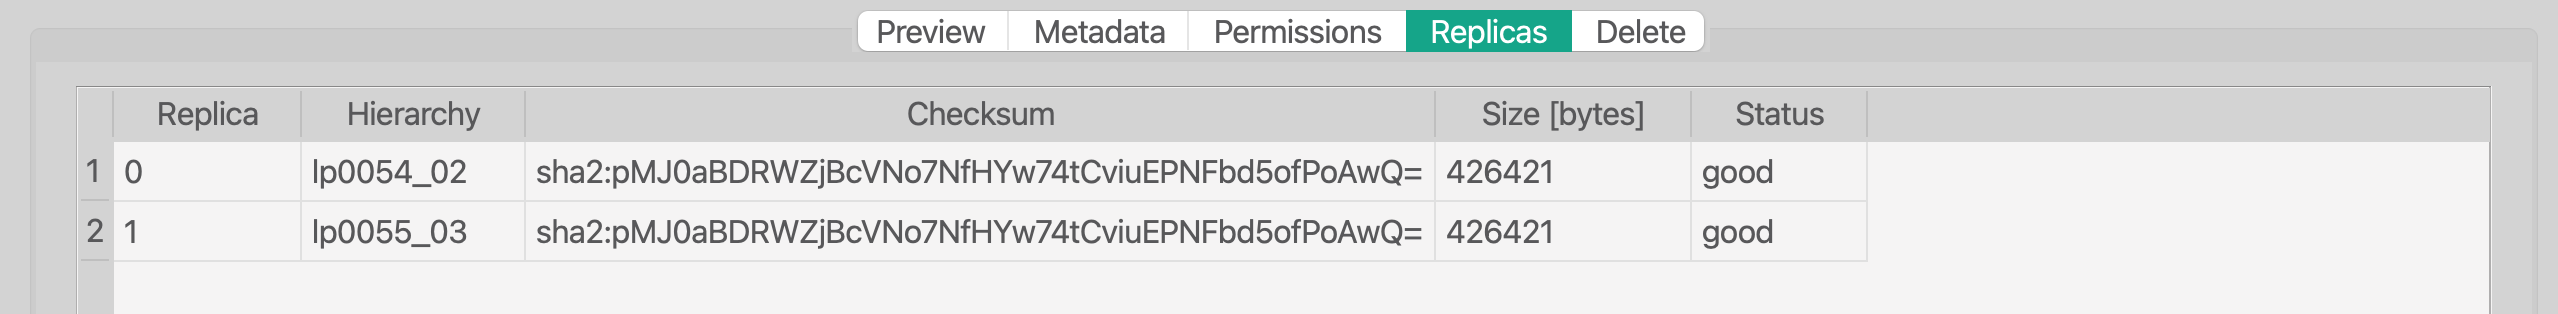 Preview Metadata Permissions Replicas Delete
Replica Hierarchy Checksum Size [bytes] Status
1 0 lp0054_02 sha2:pMJ0aBDRWZjBcVNo7NfHYw74tCviuEPNFbd5ofPoAwQ= 426421 good
2 1 lp0055_03 sha2:pMJ0aBDRWZjBcVNo7NfHYw74tCviuEPNFbd5ofPoAwQ= 426421 good